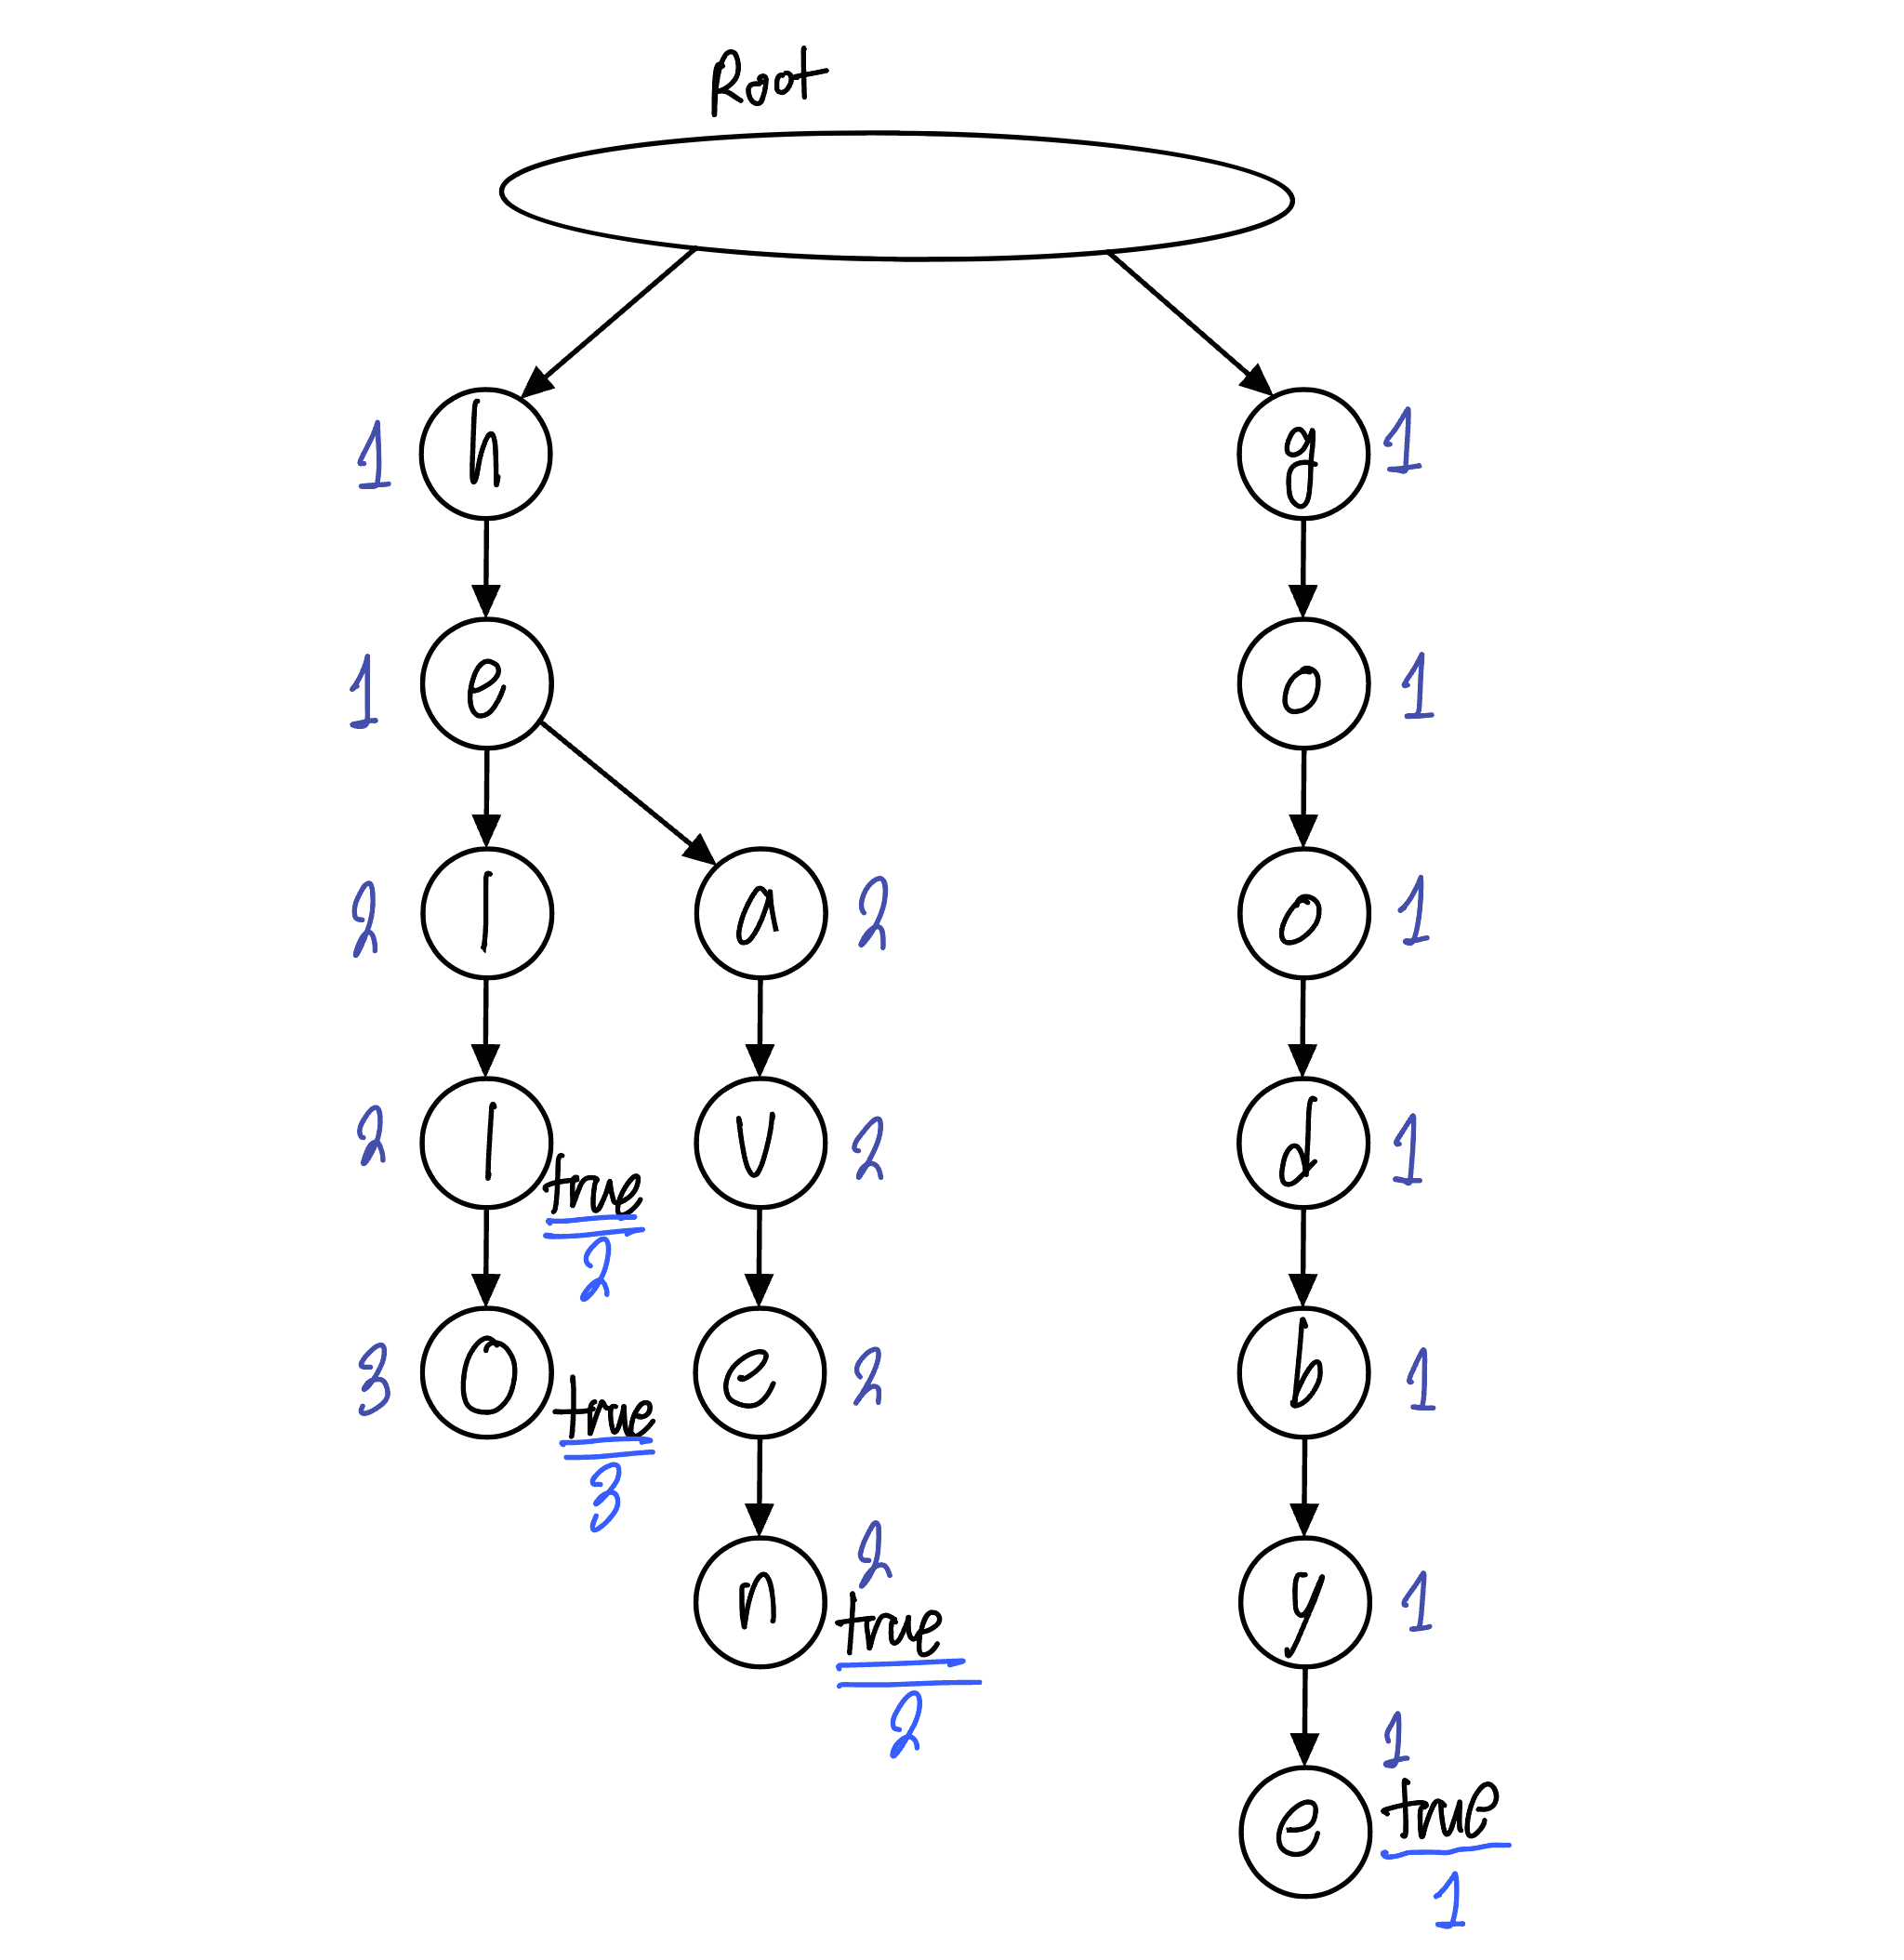 Root
1 h g 1
1 e o 1
2 l a 2 o 1
2 l v 2 d 1
true
2
3 o e 2 b 1
true
3
n 2 y 1
true
2
1
e true
1